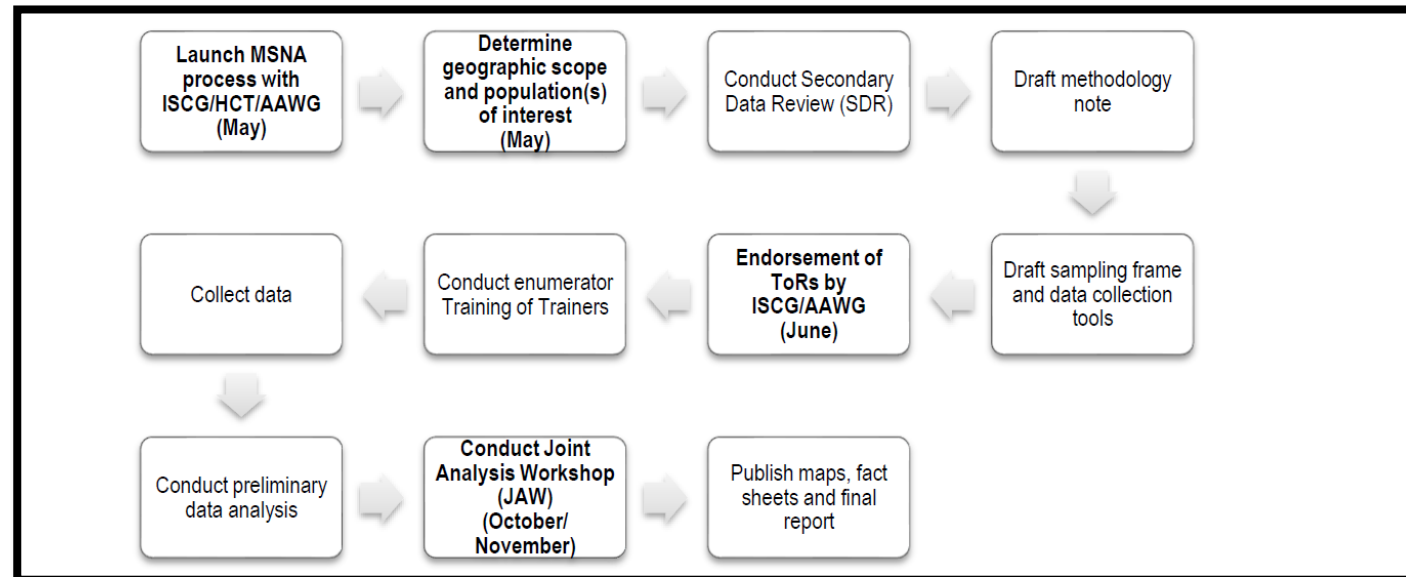 Launch MSNA
process with
ISCG/HCT/AAWG
(May)
Determine
geographic scope
and population(s)
of interest
(May)
Conduct Secondary
Data Review (SDR)
Draft methodology
note
Draft sampling frame
and data collection
tools
Endorsement of
ToRs by
ISCG/AAWG
(June)
Conduct enumerator
Training of Trainers
Collect data
Conduct preliminary
data analysis
Conduct Joint
Analysis Workshop
(JAW)
(October/
November)
Publish maps, fact
sheets and final
report